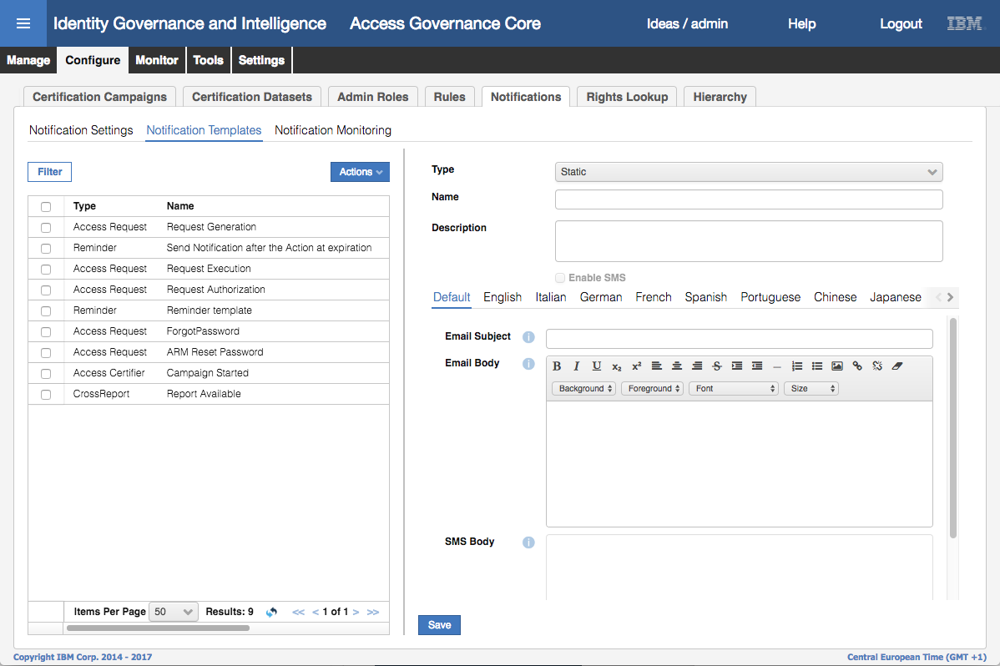 Identity Governance and Intelligence Access Governance Core Ideas / admin Help Logout IBM
Manage Configure Monitor Tools Settings
Certification Campaigns Certification Datasets Admin Roles Rules Notifications Rights Lookup Hierarchy
Notification Settings Notification Templates Notification Monitoring
Filter Actions
Type Name
Access Request Request Generation
Reminder Send Notification after the Action at expiration
Access Request Request Execution
Access Request Request Authorization
Reminder Reminder template
Access Request ForgotPassword
Access Request ARM Reset Password
Access Certifier Campaign Started
CrossReport Report Available
Items Per Page 50 Results: 9 << < 1 of 1 > >>
Type Static
Name
Description
Enable SMS
Default English Italian German French Spanish Portuguese Chinese Japanese < >
Email Subject i
Email Body i
B I U x₂ x² S
Background Foreground Font Size
SMS Body i
Save
Copyright IBM Corp. 2014 - 2017 Central European Time (GMT +1)